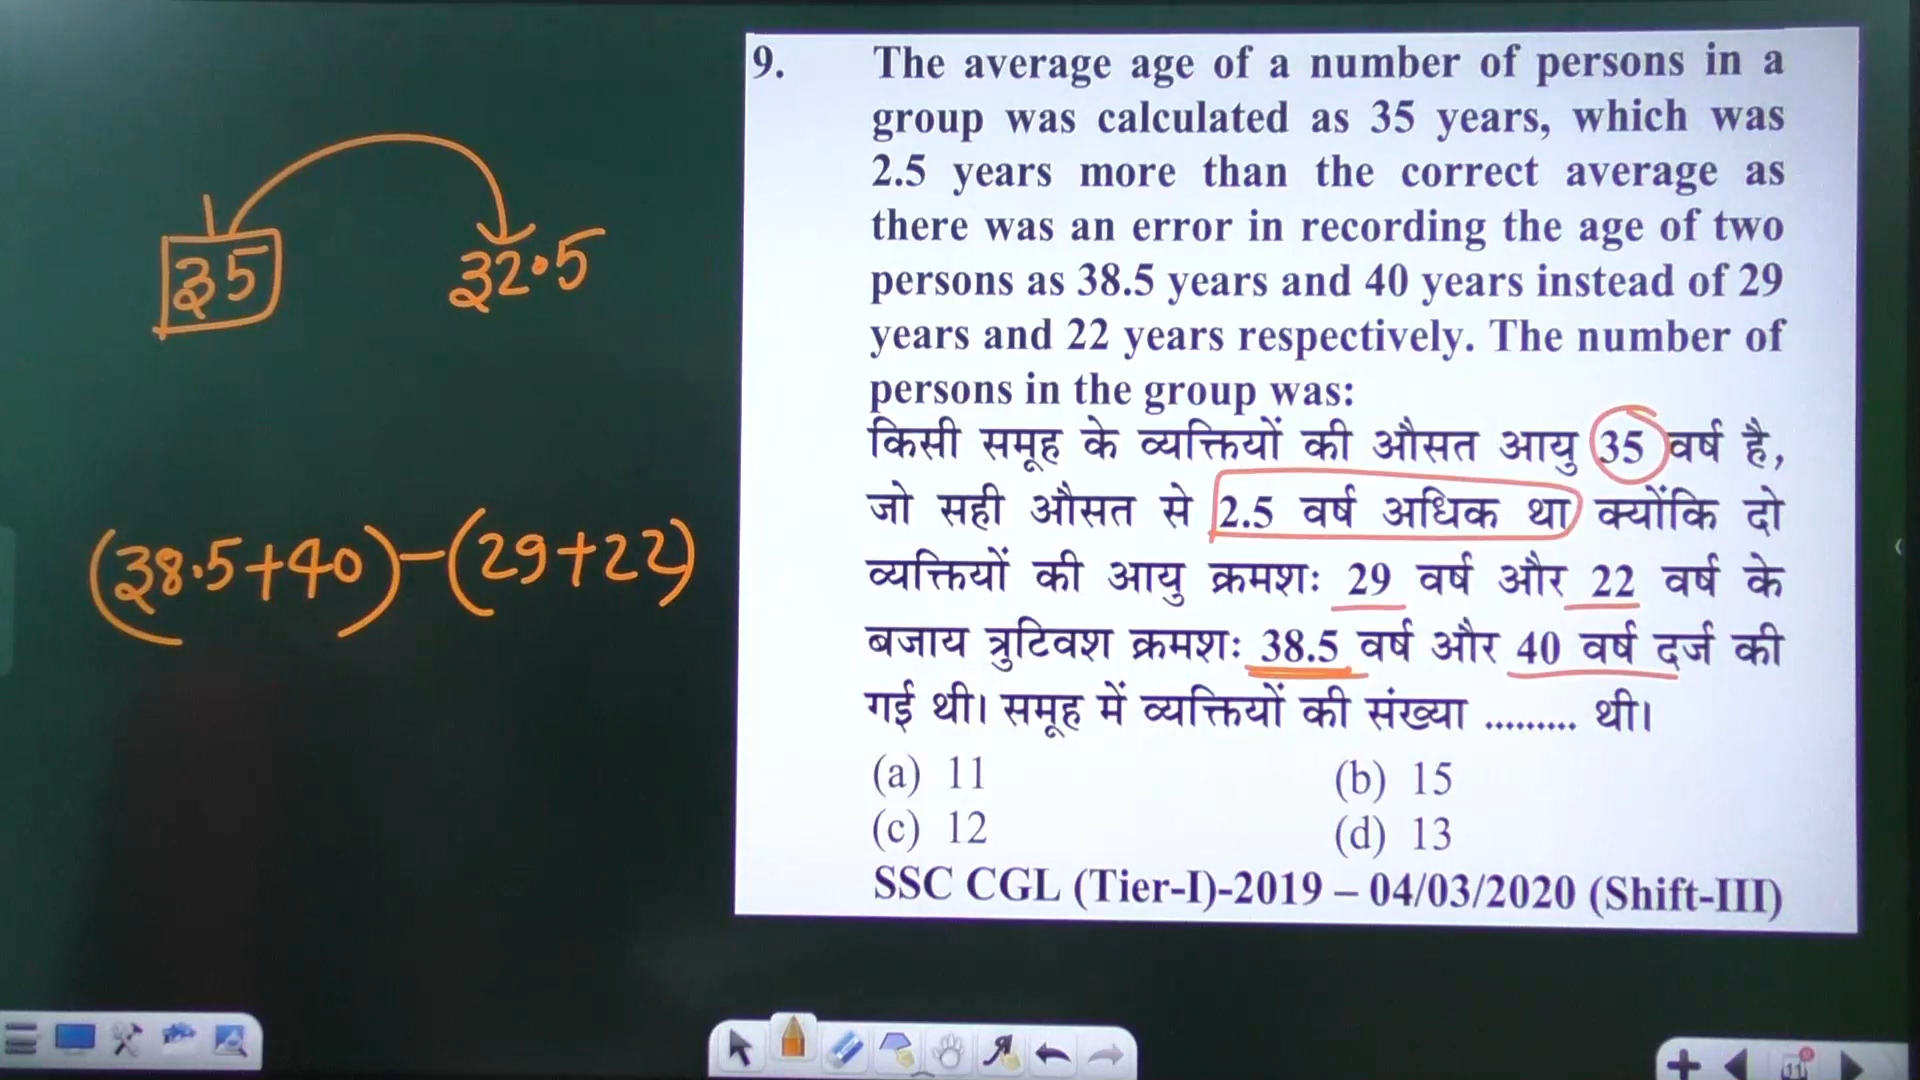 35
32.5
(38.5+40)-(29+22)
9. The average age of a number of persons in a
group was calculated as 35 years, which was
2.5 years more than the correct average as
there was an error in recording the age of two
persons as 38.5 years and 40 years instead of 29
years and 22 years respectively. The number of
persons in the group was:
किसी समूह के व्यक्तियों की औसत आयु 35 वर्ष है,
जो सही औसत से 2.5 वर्ष अधिक था क्योंकि दो
व्यक्तियों की आयु क्रमशः 29 वर्ष और 22 वर्ष के
बजाय त्रुटिवश क्रमशः 38.5 वर्ष और 40 वर्ष दर्ज की
गई थी। समूह में व्यक्तियों की संख्या ......... थी।
(a) 11 (b) 15
(c) 12 (d) 13
SSC CGL (Tier-I)-2019 – 04/03/2020 (Shift-III)
11